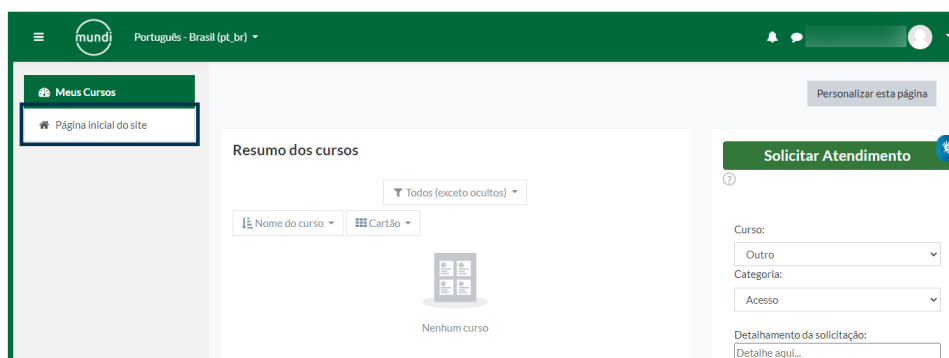 mundi
Português - Brasil (pt_br)
Meus Cursos
Página inicial do site
Personalizar esta página
Resumo dos cursos
Todos (exceto ocultos)
Nome do curso
Cartão
Nenhum curso
Solicitar Atendimento
?
Curso:
Outro
Categoria:
Acesso
Detalhamento da solicitação:
Detalhe aqui...